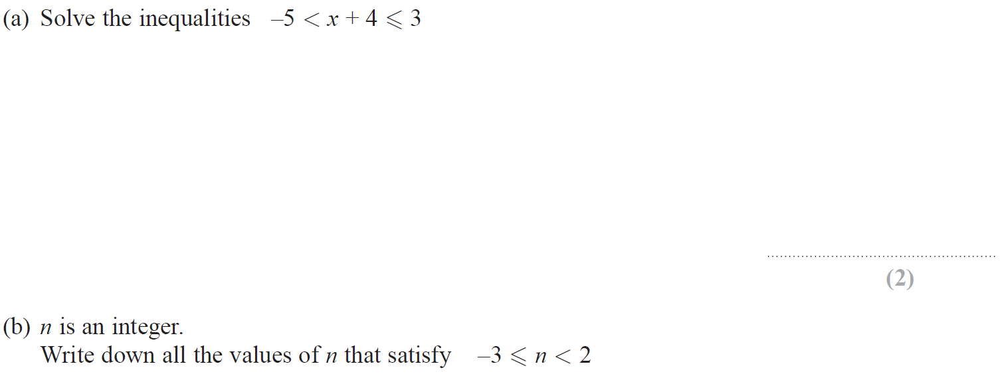 (a) Solve the inequalities –5 < x + 4 ⩽ 3
(2)
(b) n is an integer.
Write down all the values of n that satisfy –3 ⩽ n < 2